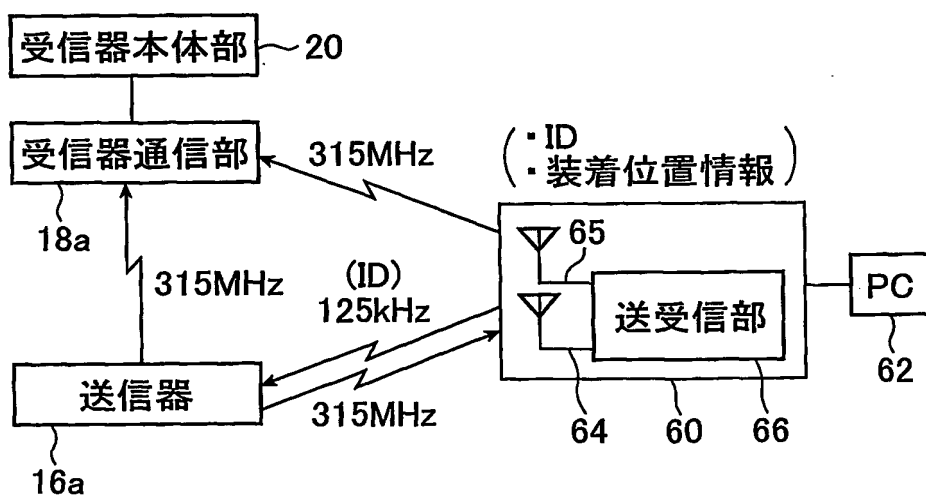 受信器本体部
20
受信器通信部
18a
315MHz
・ID
・装着位置情報
315MHz
(ID)
125kHz
65
送受信部
PC
62
送信器
315MHz
64
60
66
16a